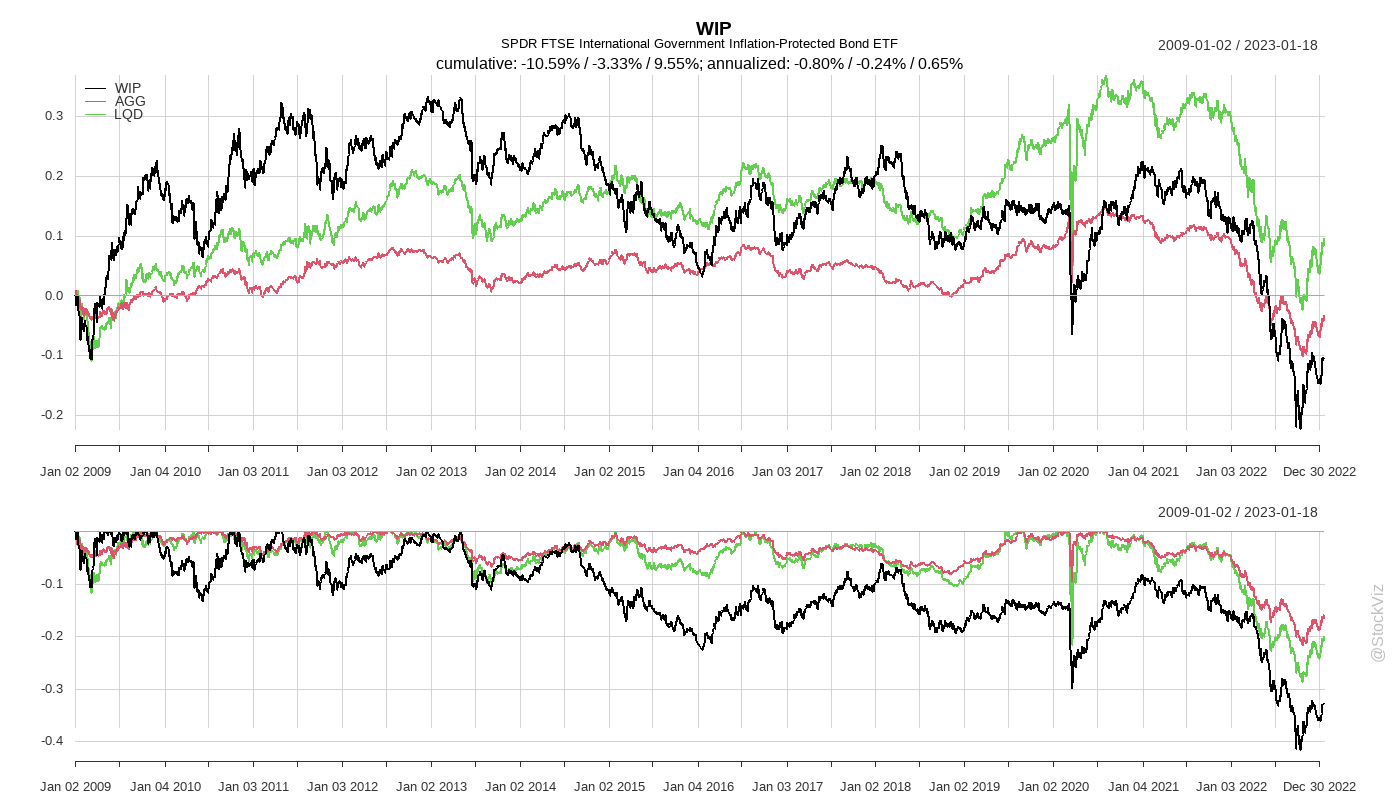 WIP
SPDR FTSE International Government Inflation-Protected Bond ETF
2009-01-02 / 2023-01-18
cumulative: -10.59% / -3.33% / 9.55%; annualized: -0.80% / -0.24% / 0.65%
WIP
AGG
LQD
0.3
0.2
0.1
0.0
-0.1
-0.2
Jan 02 2009 Jan 04 2010 Jan 03 2011 Jan 03 2012 Jan 02 2013 Jan 02 2014 Jan 02 2015 Jan 04 2016 Jan 03 2017 Jan 02 2018 Jan 02 2019 Jan 02 2020 Jan 04 2021 Jan 03 2022 Dec 30 2022
2009-01-02 / 2023-01-18
-0.1
-0.2
-0.3
-0.4
Jan 02 2009 Jan 04 2010 Jan 03 2011 Jan 03 2012 Jan 02 2013 Jan 02 2014 Jan 02 2015 Jan 04 2016 Jan 03 2017 Jan 02 2018 Jan 02 2019 Jan 02 2020 Jan 04 2021 Jan 03 2022 Dec 30 2022
@StockViz